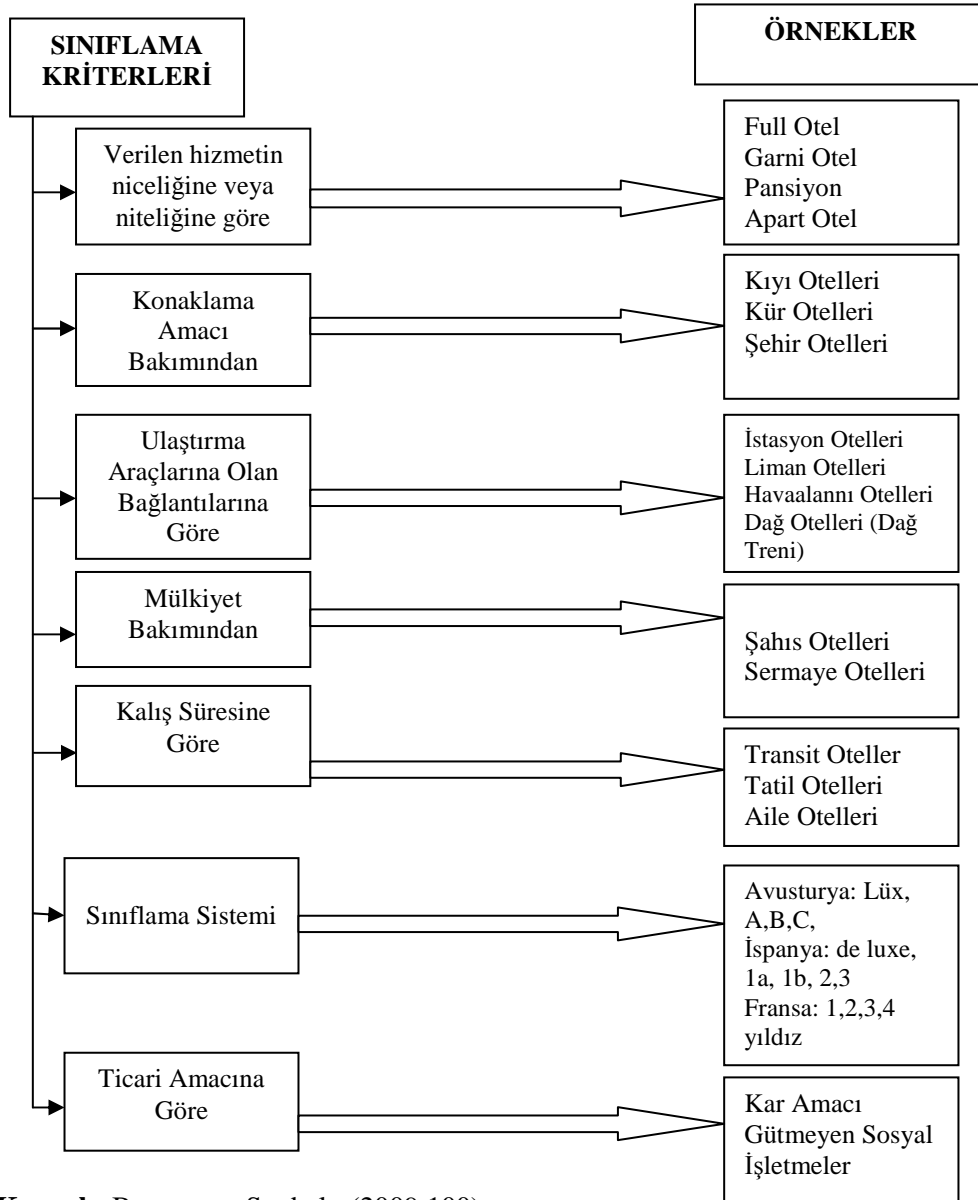 SINIFLAMA
KRİTERLERİ
ÖRNEKLER
Verilen hizmetin
niceliğine veya
niteliğine göre
Full Otel
Garni Otel
Pansiyon
Apart Otel
Konaklama
Amacı
Bakımından
Kıyı Otelleri
Kür Otelleri
Şehir Otelleri
Ulaştırma
Araçlarına Olan
Bağlantılarına
Göre
İstasyon Otelleri
Liman Otelleri
Havaalannı Otelleri
Dağ Otelleri (Dağ
Treni)
Mülkiyet
Bakımından
Şahıs Otelleri
Sermaye Otelleri
Kalış Süresine
Göre
Transit Oteller
Tatil Otelleri
Aile Otelleri
Sınıflama Sistemi
Avusturya: Lüx,
A,B,C,
İspanya: de luxe,
1a, 1b, 2,3
Fransa: 1,2,3,4
yıldız
Ticari Amacına
Göre
Kar Amacı
Gütmeyen Sosyal
İşletmeler